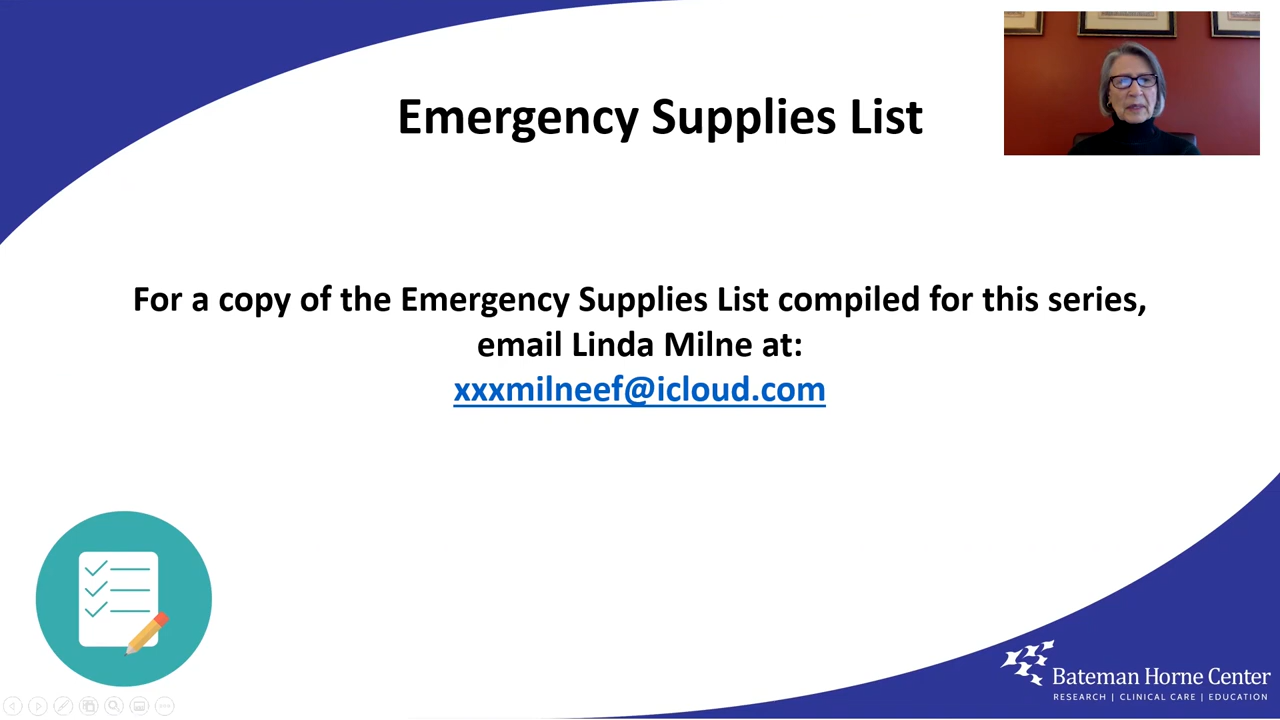 Emergency Supplies List
For a copy of the Emergency Supplies List compiled for this series,
email Linda Milne at:
xxxmilneef@icloud.com
Bateman Horne Center
RESEARCH | CLINICAL CARE | EDUCATION